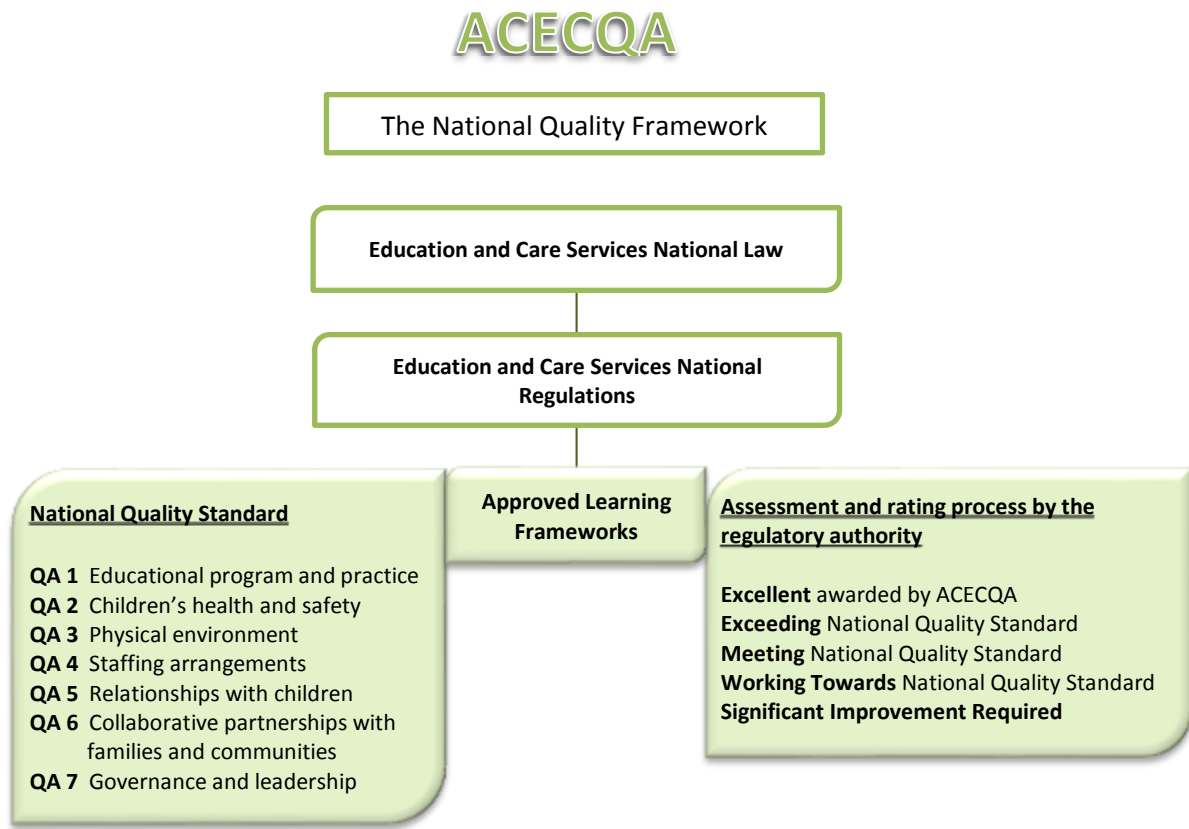 ACECQA
The National Quality Framework
Education and Care Services National Law
Education and Care Services National
Regulations
National Quality Standard
QA 1 Educational program and practice
QA 2 Children’s health and safety
QA 3 Physical environment
QA 4 Staffing arrangements
QA 5 Relationships with children
QA 6 Collaborative partnerships with
families and communities
QA 7 Governance and leadership
Approved Learning
Frameworks
Assessment and rating process by the
regulatory authority
Excellent awarded by ACECQA
Exceeding National Quality Standard
Meeting National Quality Standard
Working Towards National Quality Standard
Significant Improvement Required